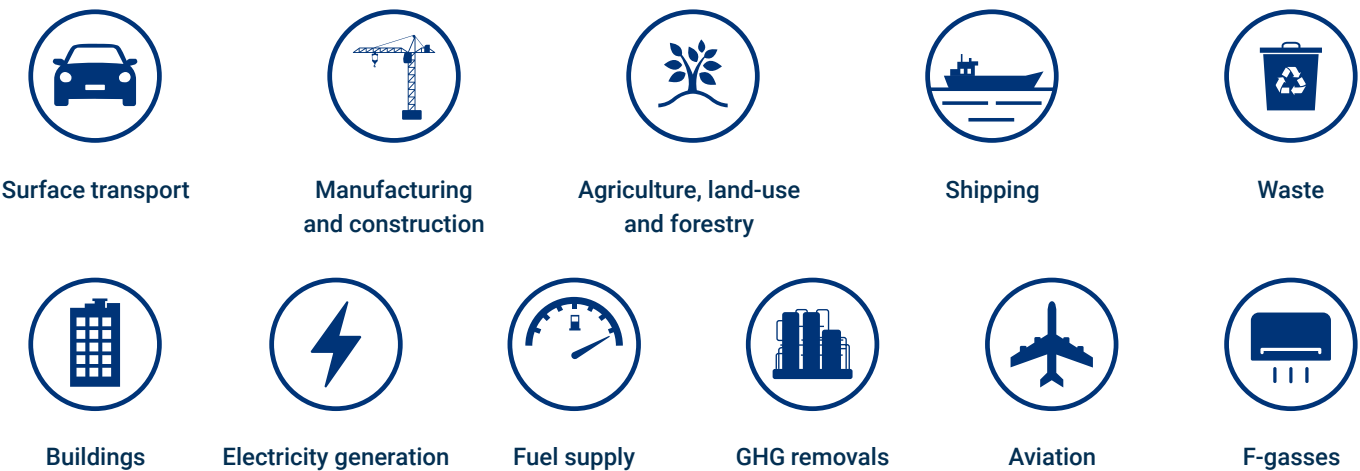 Surface transport
Manufacturing
and construction
Agriculture, land-use
and forestry
Shipping
Waste
Buildings
Electricity generation
Fuel supply
GHG removals
Aviation
F-gasses